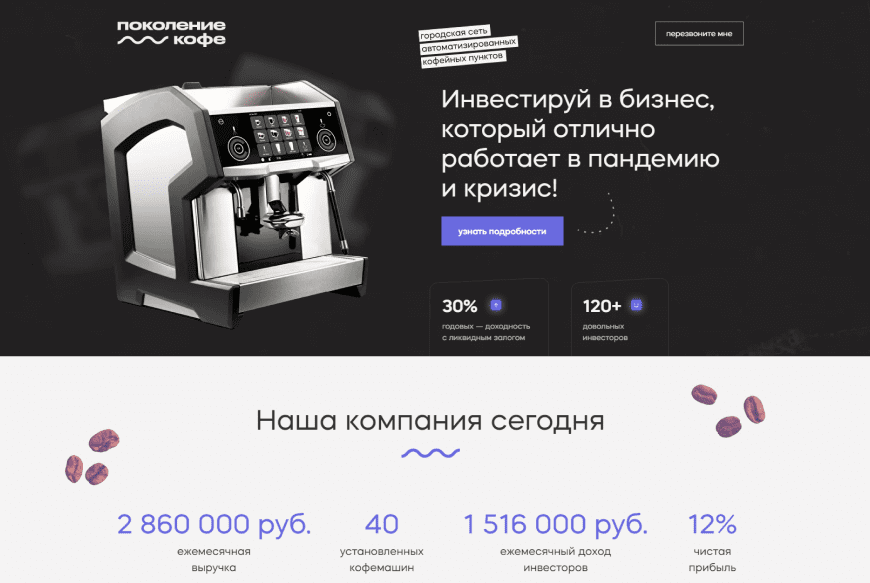 поколение
кофе
городская сеть
автоматизированных
кофейных пунктов
перезвоните мне
Инвестируй в бизнес,
который отлично
работает в пандемию
и кризис!
узнать подробности
30%
годовых — доходность
с ликвидным залогом
120+
довольных
инвесторов
Наша компания сегодня
2 860 000 руб.
ежемесячная
выручка
40
установленных
кофемашин
1 516 000 руб.
ежемесячный доход
инвесторов
12%
чистая
прибыль